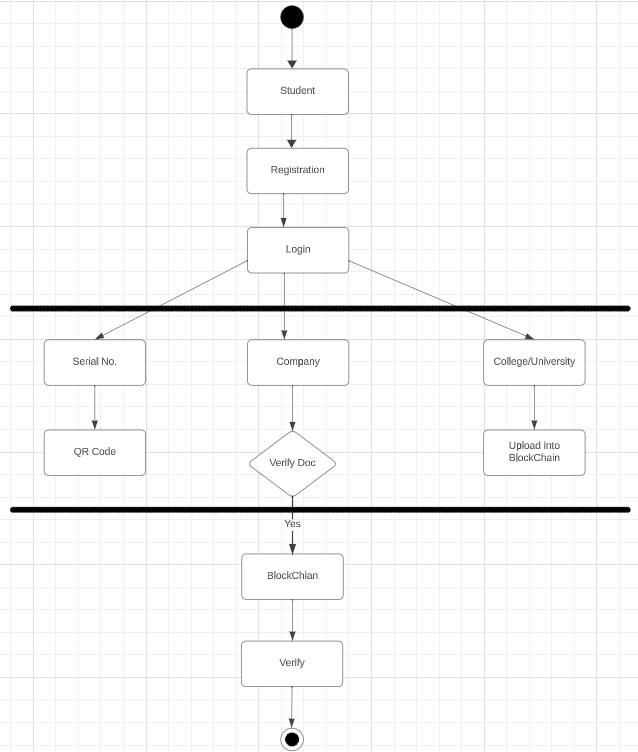 Student
Registration
Login
Serial No.
Company
College/University
QR Code
Verify Doc
Upload into
BlockChain
Yes
BlockChian
Verify